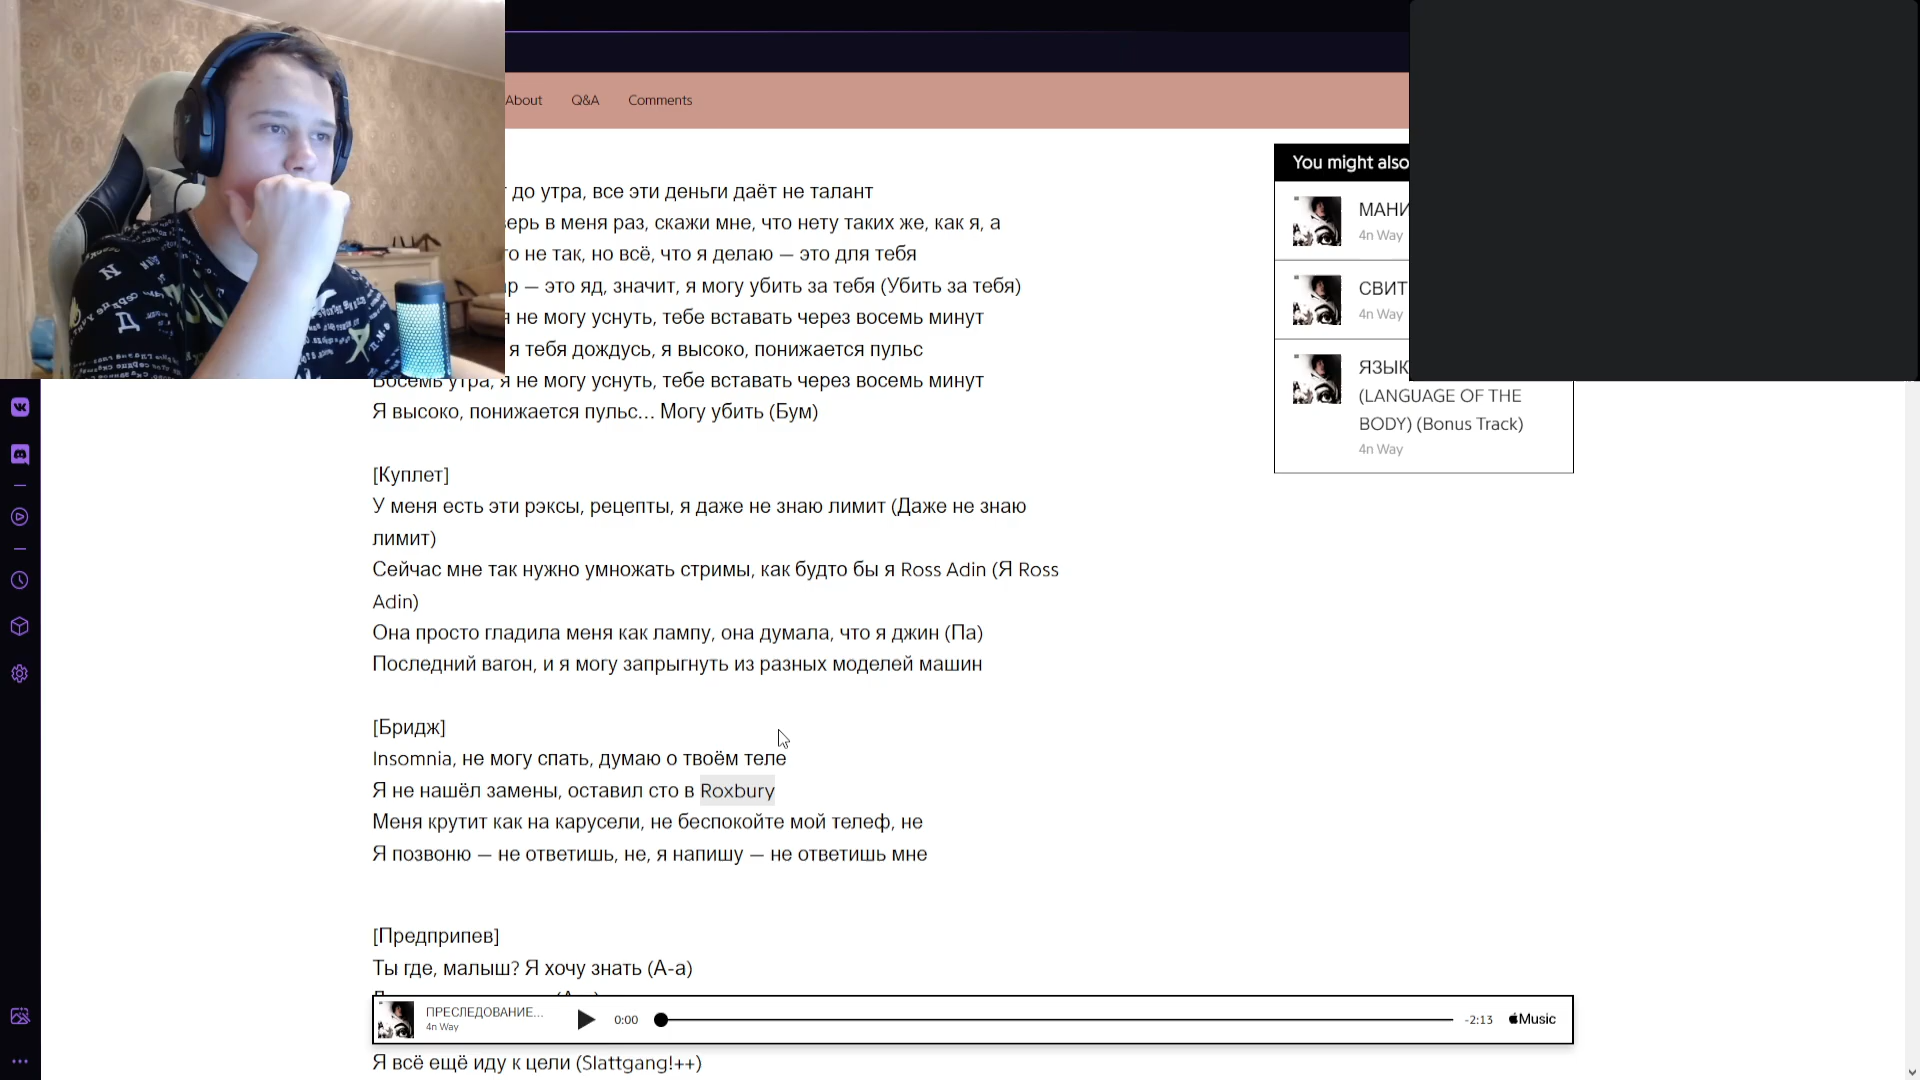 About Q&A Comments
You might also
до утра, все эти деньги даёт не талант
верь в меня раз, скажи мне, что нету таких же, как я, а
не так, но всё, что я делаю — это для тебя
— это яд, значит, я могу убить за тебя (Убить за тебя)
я не могу уснуть, тебе вставать через восемь минут
я тебя дождусь, я высоко, понижается пульс
Восемь утра, я не могу уснуть, тебе вставать через восемь минут
Я высоко, понижается пульс... Могу убить (Бум)
[Куплет]
У меня есть эти рэксы, рецепты, я даже не знаю лимит (Даже не знаю
лимит)
Сейчас мне так нужно умножать стримы, как будто бы я Ross Adin (Я Ross
Adin)
Она просто гладила меня как лампу, она думала, что я джин (Па)
Последний вагон, и я могу запрыгнуть из разных моделей машин
[Бридж]
Insomnia, не могу спать, думаю о твоём теле
Я не нашёл замены, оставил сто в Roxbury
Меня крутит как на карусели, не беспокойте мой телеф, не
Я позвоню — не ответишь, не, я напишу — не ответишь мне
[Предприпев]
Ты где, малыш? Я хочу знать (А-а)
ПРЕСЛЕДОВАНИЕ...
4n Way
0:00
-2:13
Music
Я всё ещё иду к цели (Slattgang!++)
МАНИ
4n Way
СВИТ
4n Way
ЯЗЫК
(LANGUAGE OF THE
BODY) (Bonus Track)
4n Way